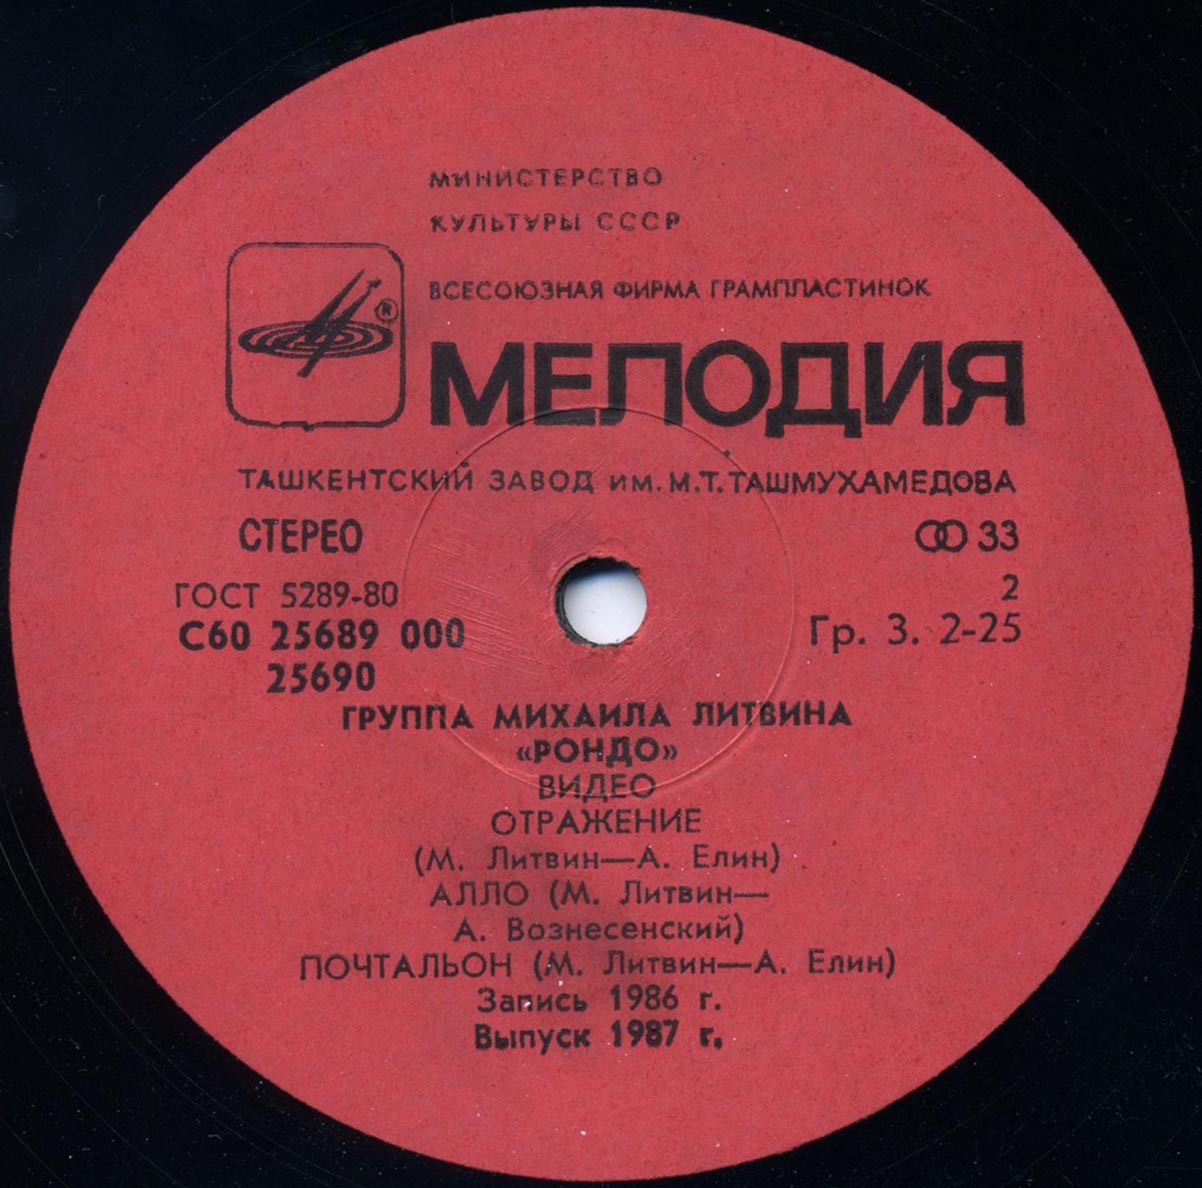 МИНИСТЕРСТВО
КУЛЬТУРЫ СССР
ВСЕСОЮЗНАЯ ФИРМА ГРАМПЛАСТИНОК
®
МЕЛОДИЯ
ТАШКЕНТСКИЙ ЗАВОД ИМ. М.Т. ТАШМУХАМЕДОВА
СТЕРЕО
33
ГОСТ 5289-80
2
С60 25689 000
Гр. 3. 2-25
25690
ГРУППА МИХАИЛА ЛИТВИНА
«РОНДО»
ВИДЕО
ОТРАЖЕНИЕ
(М. Литвин—А. Елин)
АЛЛО (М. Литвин—
А. Вознесенский)
ПОЧТАЛЬОН (М. Литвин—А. Елин)
Запись 1986 г.
Выпуск 1987 г.